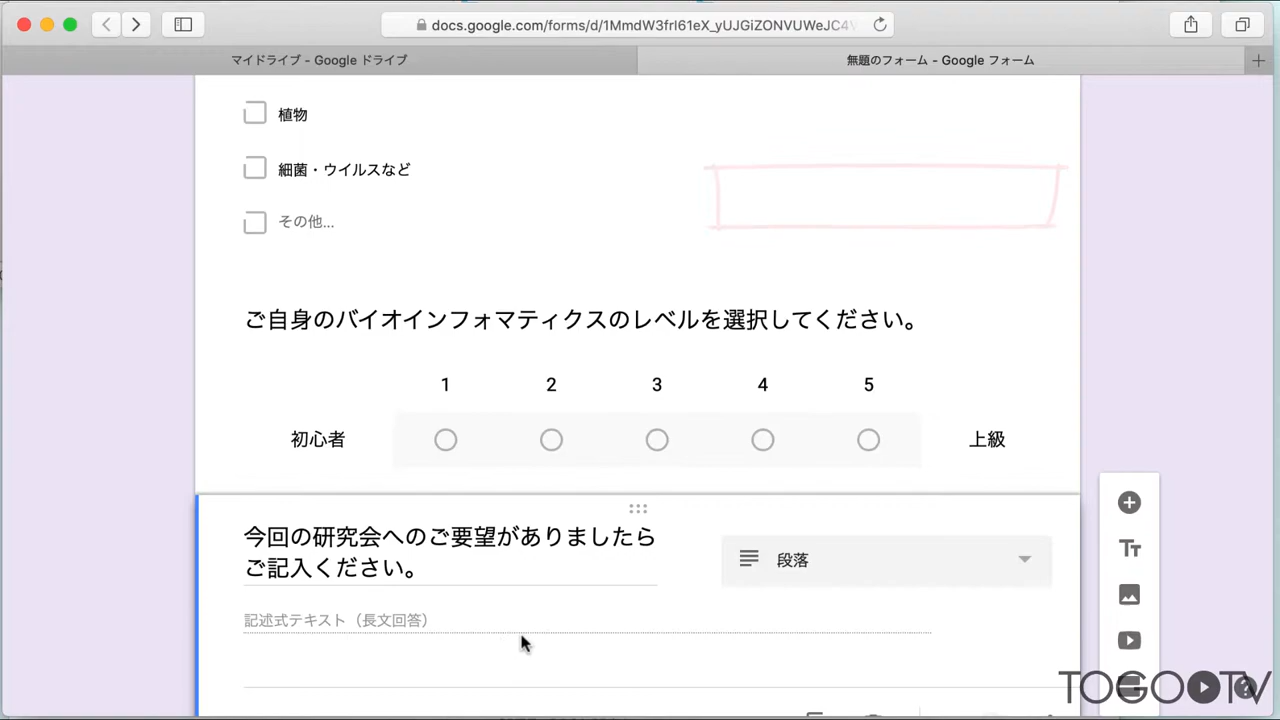 docs.google.com/forms/d/1MmdW3frI61eX_yUJGiZONVUWeJC4V
マイドライブ - Google ドライブ
無題のフォーム - Google フォーム
植物
細菌・ウイルスなど
その他...
ご自身のバイオインフォマティクスのレベルを選択してください。
1 2 3 4 5
初心者 上級
今回の研究会へのご要望がありましたら
ご記入ください。
段落
記述式テキスト（長文回答）
Tт
TOGOTV